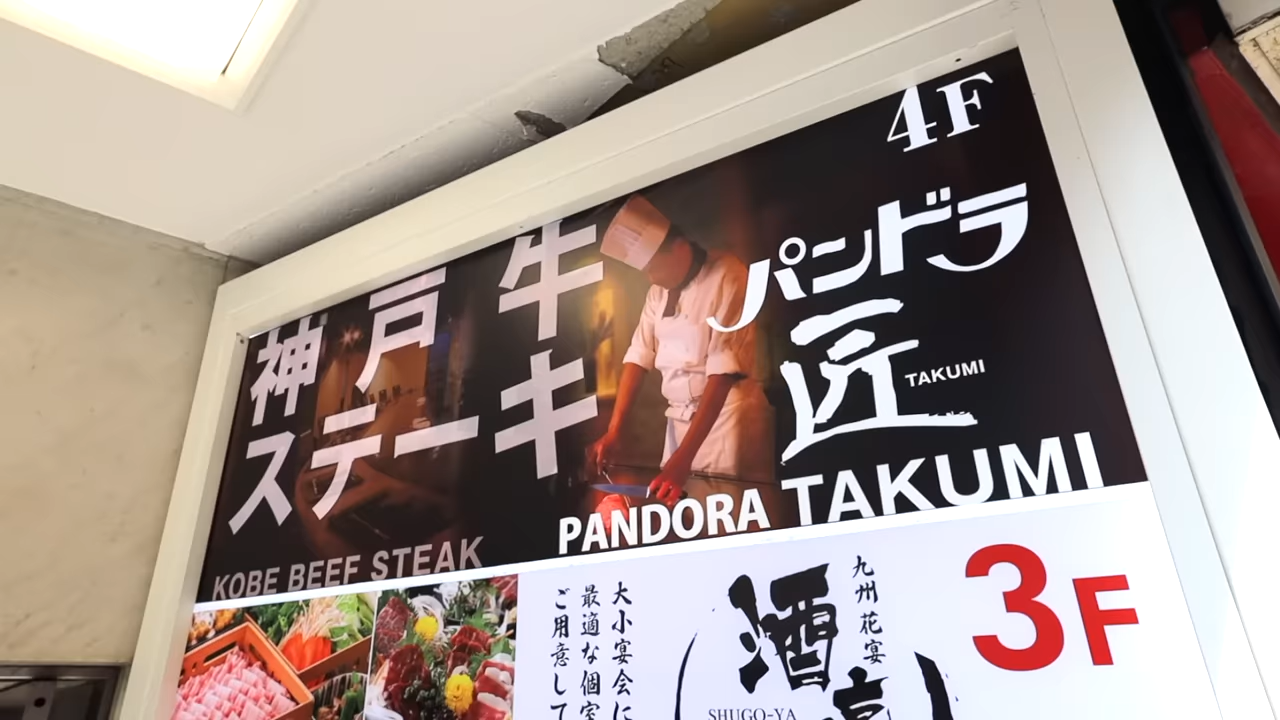 4F
パンドラ
匠
TAKUMI
神戸牛
ステーキ
KOBE BEEF STEAK
PANDORA TAKUMI
3F
九州花宴
酒
SHUGO-YA
大小宴会に
最適な個室
ご用意して